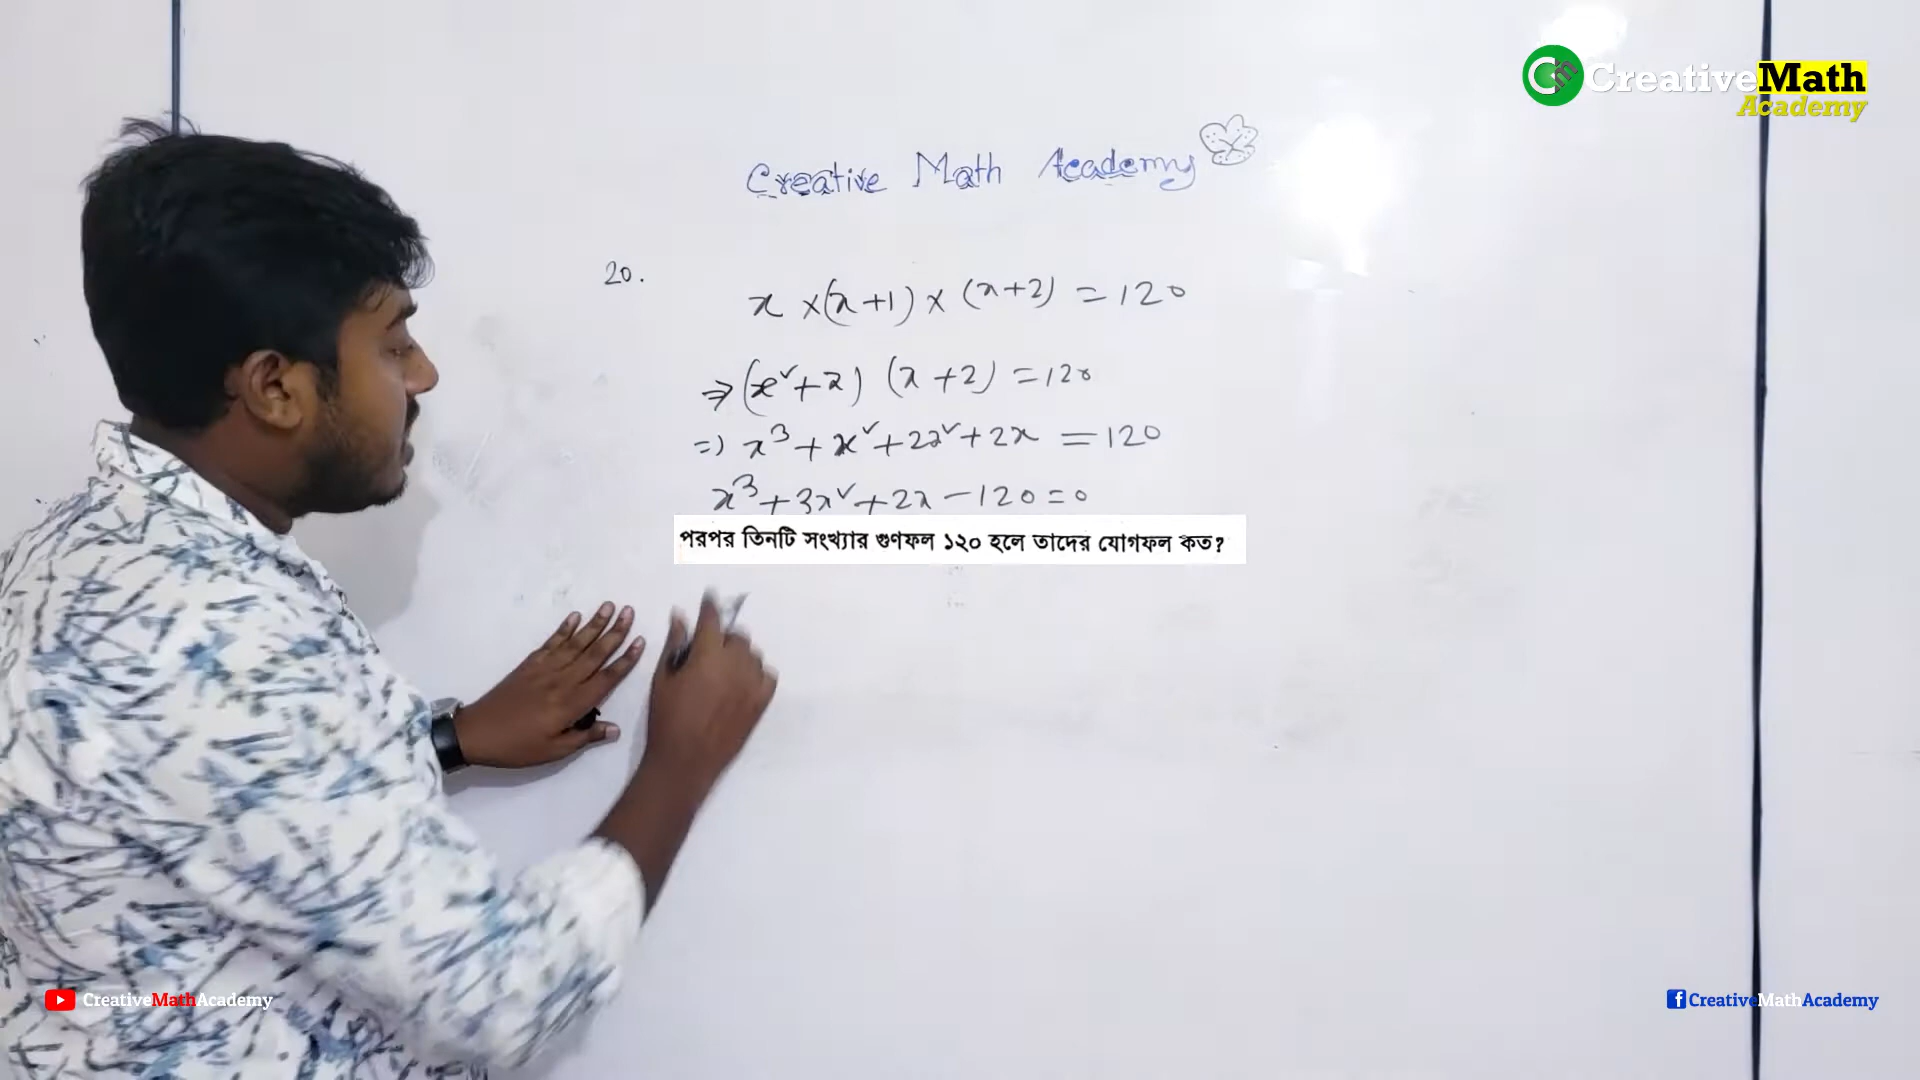 CreativeMath
Academy
Creative Math Academy
20.
x ×(x+1) × (x+2) = 120
⇒ (x²+x) (x+2) = 120
⇒ x³ + x² + 2x² + 2x = 120
x³ + 3x² + 2x − 120 = 0
পরপর তিনটি সংখ্যার গুণফল ১২০ হলে তাদের যোগফল কত?
CreativeMathAcademy
CreativeMathAcademy